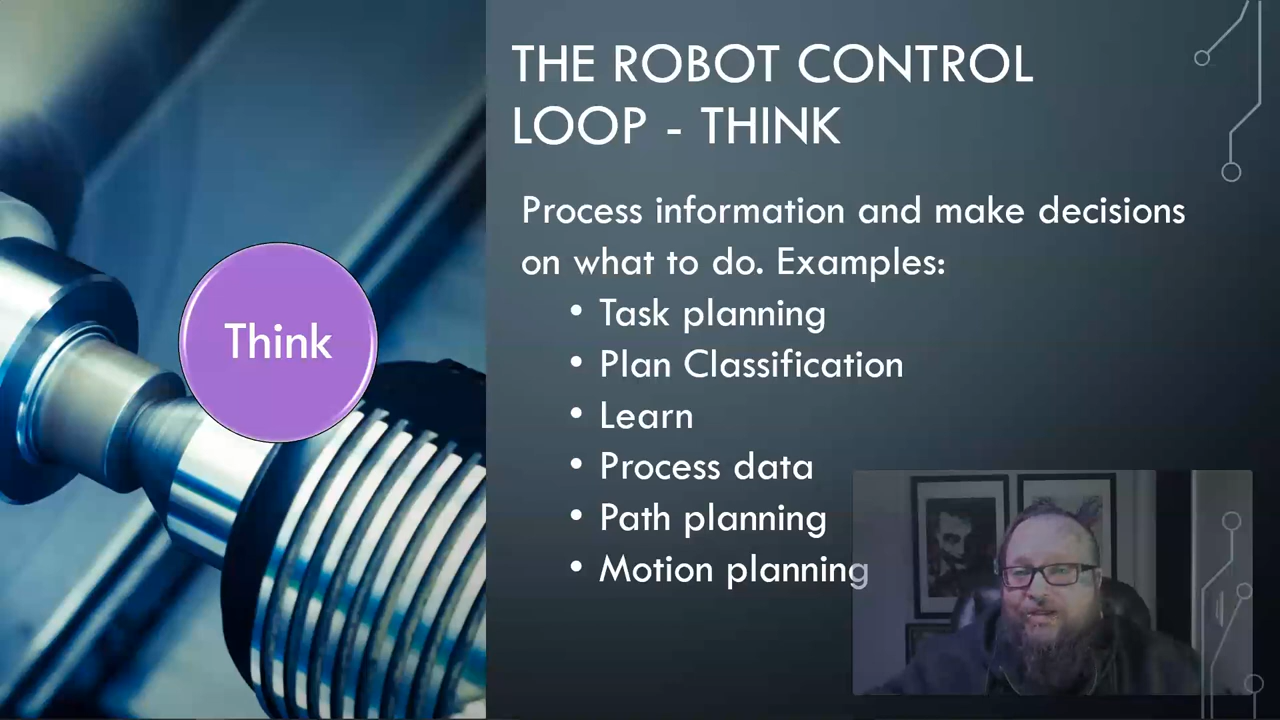 THE ROBOT CONTROL
LOOP - THINK
Process information and make decisions
on what to do. Examples:
• Task planning
• Plan Classification
• Learn
• Process data
• Path planning
• Motion planning
Think